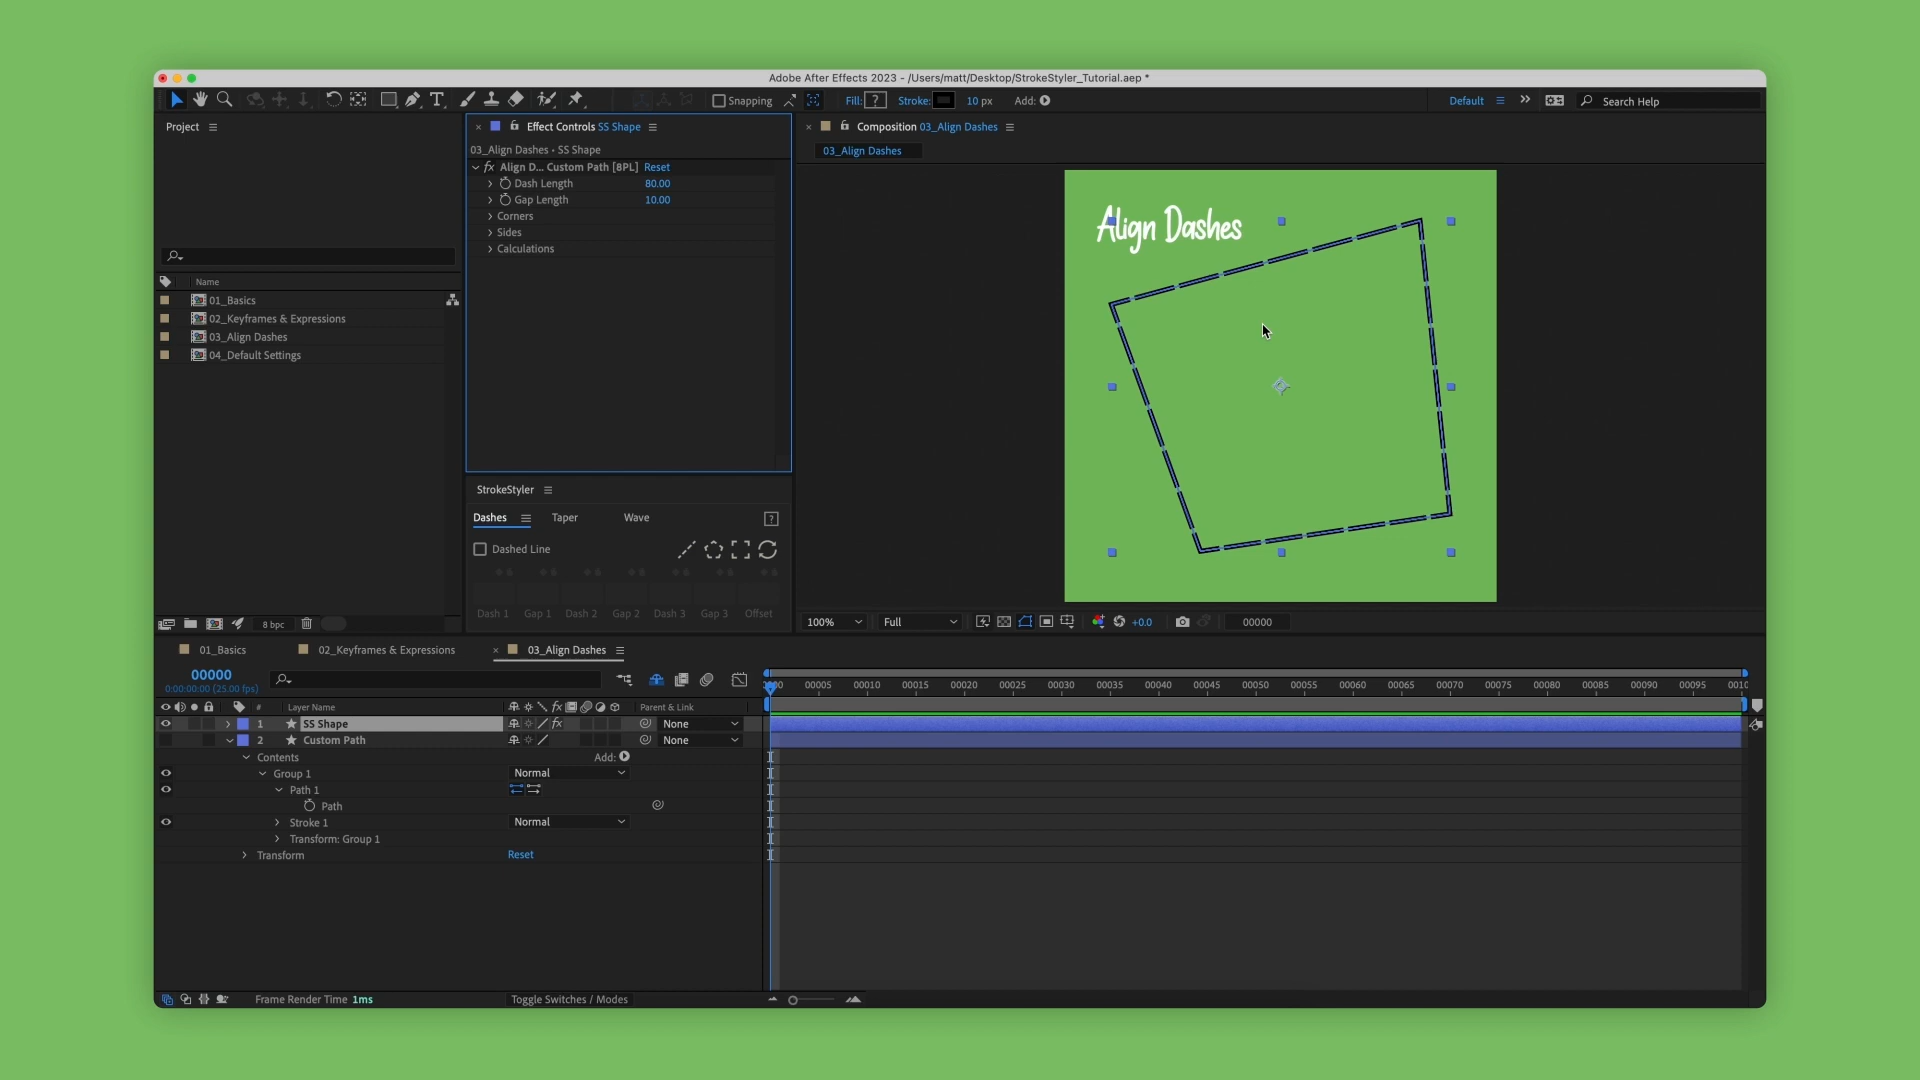 Adobe After Effects 2023 - /Users/matt/Desktop/StrokeStyler_Tutorial.aep *
Snapping
Fill: ?
Stroke:
10 px
Add:
Default
Search Help
Project
Effect Controls SS Shape
Composition 03_Align Dashes
03_Align Dashes • SS Shape
03_Align Dashes
fx Align D... Custom Path [8PL] Reset
Dash Length 80.00
Gap Length 10.00
Corners
Sides
Calculations
Align Dashes
Name
01_Basics
02_Keyframes & Expressions
03_Align Dashes
04_Default Settings
StrokeStyler
Dashes
Taper
Wave
?
Dashed Line
Dash 1 Gap 1 Dash 2 Gap 2 Dash 3 Gap 3 Offset
8 bpc
100%
Full
+0.0
00000
01_Basics
02_Keyframes & Expressions
03_Align Dashes
00000
0:00:00:00 (25.00 fps)
00005 00010 00015 00020 00025 00030 00035 00040 00045 00050 00055 00060 00065 00070 00075 00080 00085 00090 00095
# Layer Name fx Parent & Link
1 SS Shape fx None
2 Custom Path None
Contents Add:
Group 1 Normal
Path 1
Path
Stroke 1 Normal
Transform: Group 1
Transform Reset
Frame Render Time 1ms
Toggle Switches / Modes